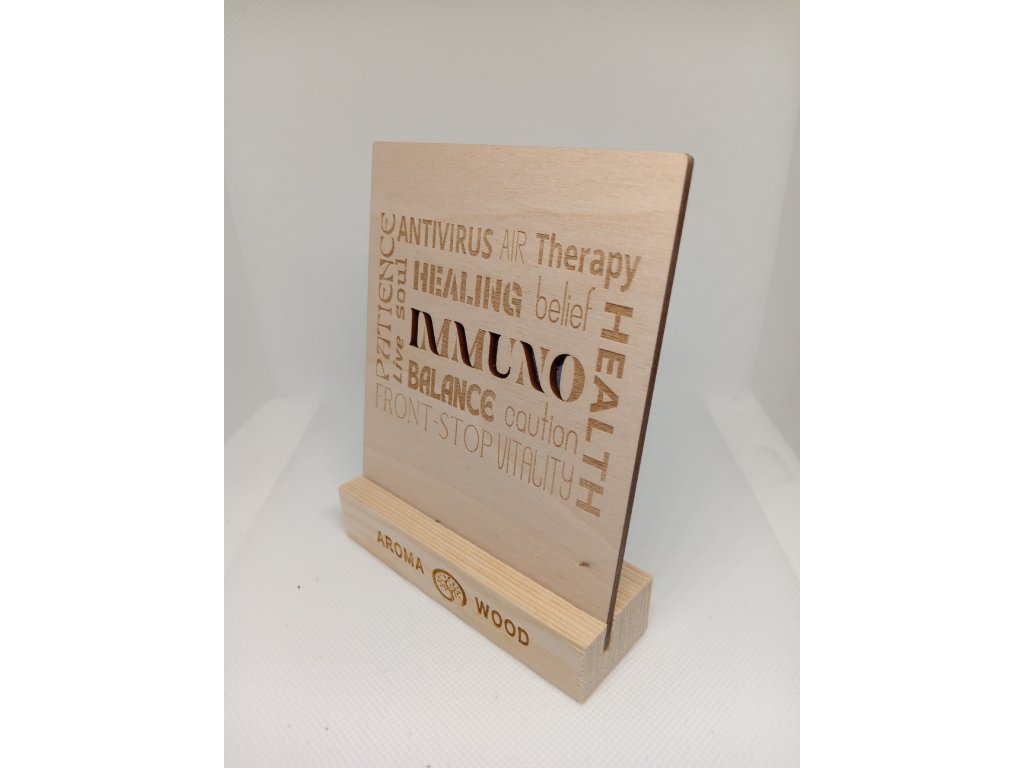 PATIENCE
Live soul
ANTIVIRUS AIR Therapy
HEALING belief
IMMUNO
BALANCE caution
FRONT-STOP VITALITY
HEALTH
AROMA WOOD